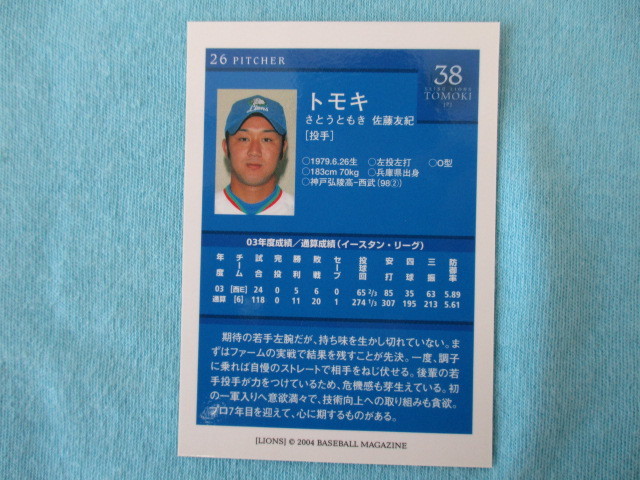 26 PITCHER
38
SEIBU LIONS
TOMOKI
[P]
Lions
トモキ
さとうともき 佐藤友紀
[投手]
○1979.6.26生 ○左投左打 ○O型
○183cm 70kg ○兵庫県出身
○神戸弘陵高-西武(98②)
03年度成績/通算成績(イースタン・リーグ)
年度 チーム 試合 完投 勝利 敗戦 セーブ 投球回 安打 四球 三振 防御率
03 [西E] 24 0 5 6 0 65 2/3 85 35 63 5.89
通算 [6] 118 0 11 20 1 274 1/3 307 195 213 5.61
期待の若手左腕だが、持ち味を生かし切れていない。ま
ずはファームの実戦で結果を残すことが先決。一度、調子
に乗れば自慢のストレートで相手をねじ伏せる。後輩の若
手投手が力をつけているため、危機感も芽生えている。初
の一軍入りへ意欲満々で、技術向上への取り組みも貪欲。
プロ7年目を迎えて、心に期するものがある。
[LIONS] © 2004 BASEBALL MAGAZINE